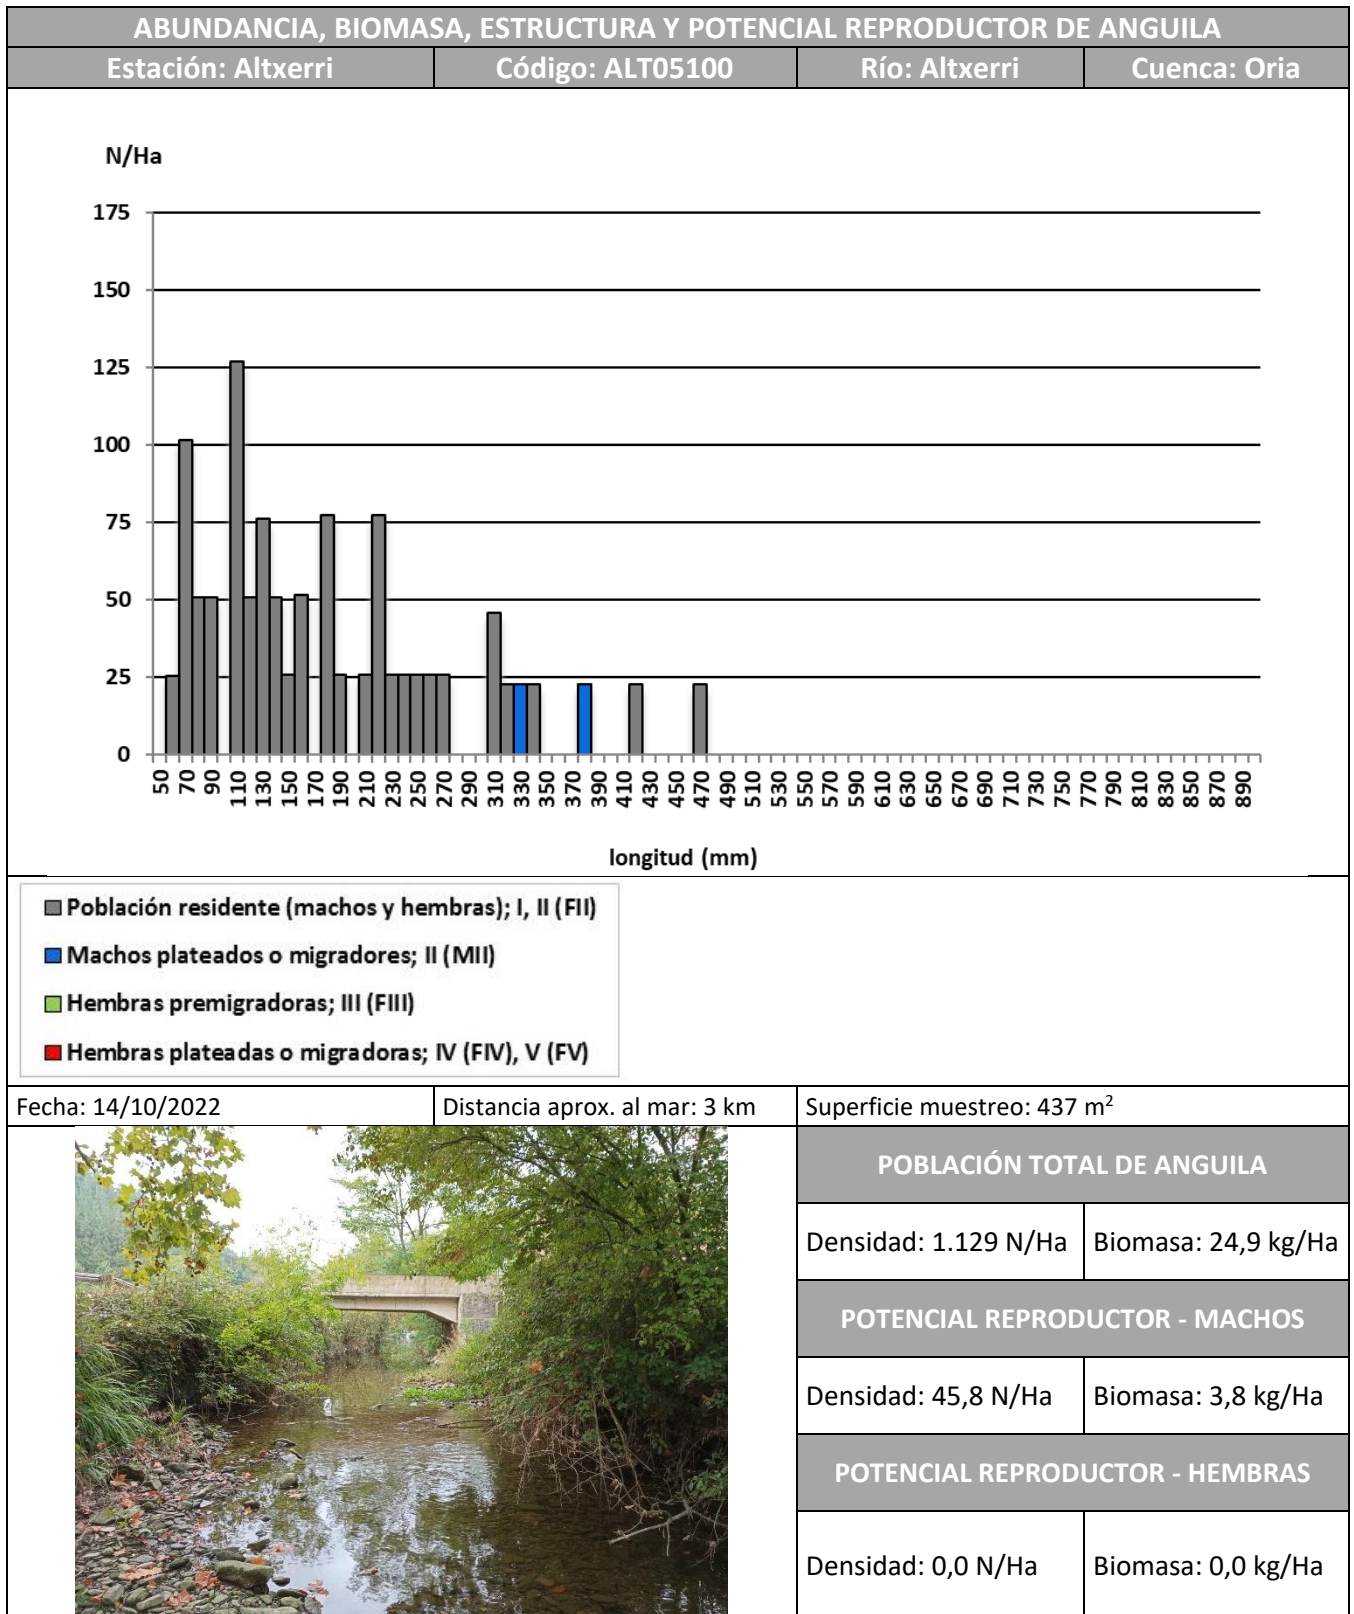 ABUNDANCIA, BIOMASA, ESTRUCTURA Y POTENCIAL REPRODUCTOR DE ANGUILA
Estación: Altxerri Código: ALT05100 Río: Altxerri Cuenca: Oria
N/Ha
175
150
125
100
75
50
25
0
50 70 90 110 130 150 170 190 210 230 250 270 290 310 330 350 370 390 410 430 450 470 490 510 530 550 570 590 610 630 650 670 690 710 730 750 770 790 810 830 850 870 890
longitud (mm)
Población residente (machos y hembras); I, II (FII)
Machos plateados o migradores; II (MII)
Hembras premigradoras; III (FIII)
Hembras plateadas o migradoras; IV (FIV), V (FV)
Fecha: 14/10/2022 Distancia aprox. al mar: 3 km Superficie muestreo: 437 m²
POBLACIÓN TOTAL DE ANGUILA
Densidad: 1.129 N/Ha Biomasa: 24,9 kg/Ha
POTENCIAL REPRODUCTOR - MACHOS
Densidad: 45,8 N/Ha Biomasa: 3,8 kg/Ha
POTENCIAL REPRODUCTOR - HEMBRAS
Densidad: 0,0 N/Ha Biomasa: 0,0 kg/Ha